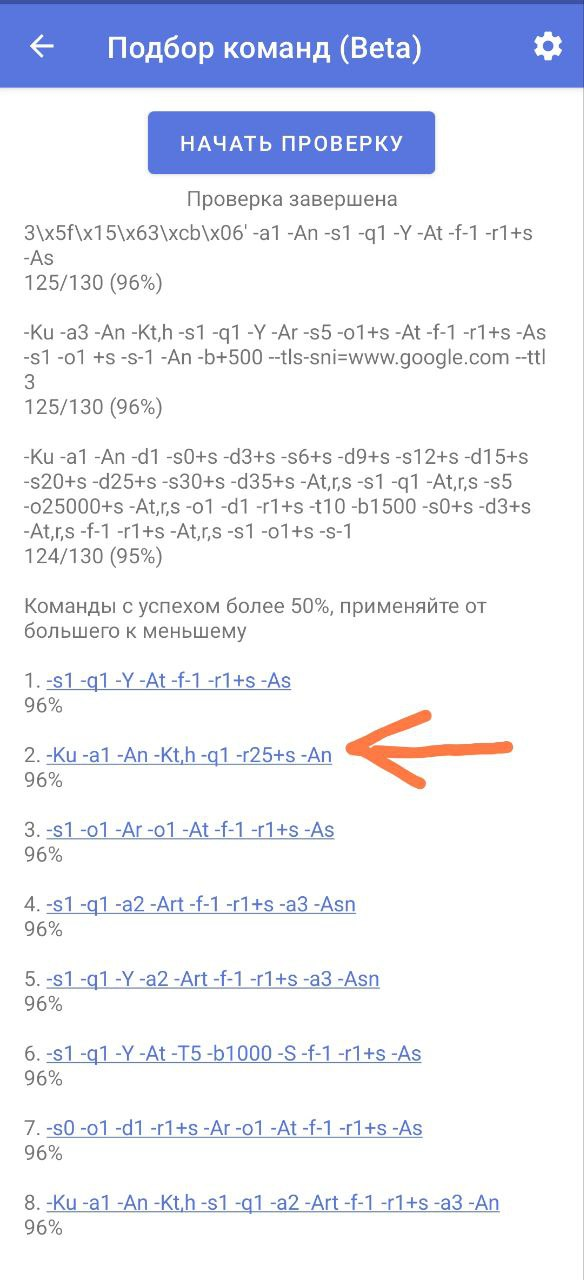 Подбор команд (Beta)
НАЧАТЬ ПРОВЕРКУ
Проверка завершена
3\x5f\x15\x63\xcb\x06' -a1 -An -s1 -q1 -Y -At -f-1 -r1+s
-As
125/130 (96%)
-Ku -a3 -An -Kt,h -s1 -q1 -Y -Ar -s5 -o1+s -At -f-1 -r1+s -As
-s1 -o1 +s -s-1 -An -b+500 --tls-sni=www.google.com --ttl
3
125/130 (96%)
-Ku -a1 -An -d1 -s0+s -d3+s -s6+s -d9+s -s12+s -d15+s
-s20+s -d25+s -s30+s -d35+s -At,r,s -s1 -q1 -At,r,s -s5
-o25000+s -At,r,s -o1 -d1 -r1+s -t10 -b1500 -s0+s -d3+s
-At,r,s -f-1 -r1+s -At,r,s -s1 -o1+s -s-1
124/130 (95%)
Команды с успехом более 50%, применяйте от
большего к меньшему
1. -s1 -q1 -Y -At -f-1 -r1+s -As
96%
2. -Ku -a1 -An -Kt,h -q1 -r25+s -An
96%
3. -s1 -o1 -Ar -o1 -At -f-1 -r1+s -As
96%
4. -s1 -q1 -a2 -Art -f-1 -r1+s -a3 -Asn
96%
5. -s1 -q1 -Y -a2 -Art -f-1 -r1+s -a3 -Asn
96%
6. -s1 -q1 -Y -At -T5 -b1000 -S -f-1 -r1+s -As
96%
7. -s0 -o1 -d1 -r1+s -Ar -o1 -At -f-1 -r1+s -As
96%
8. -Ku -a1 -An -Kt,h -s1 -q1 -a2 -Art -f-1 -r1+s -a3 -An
96%